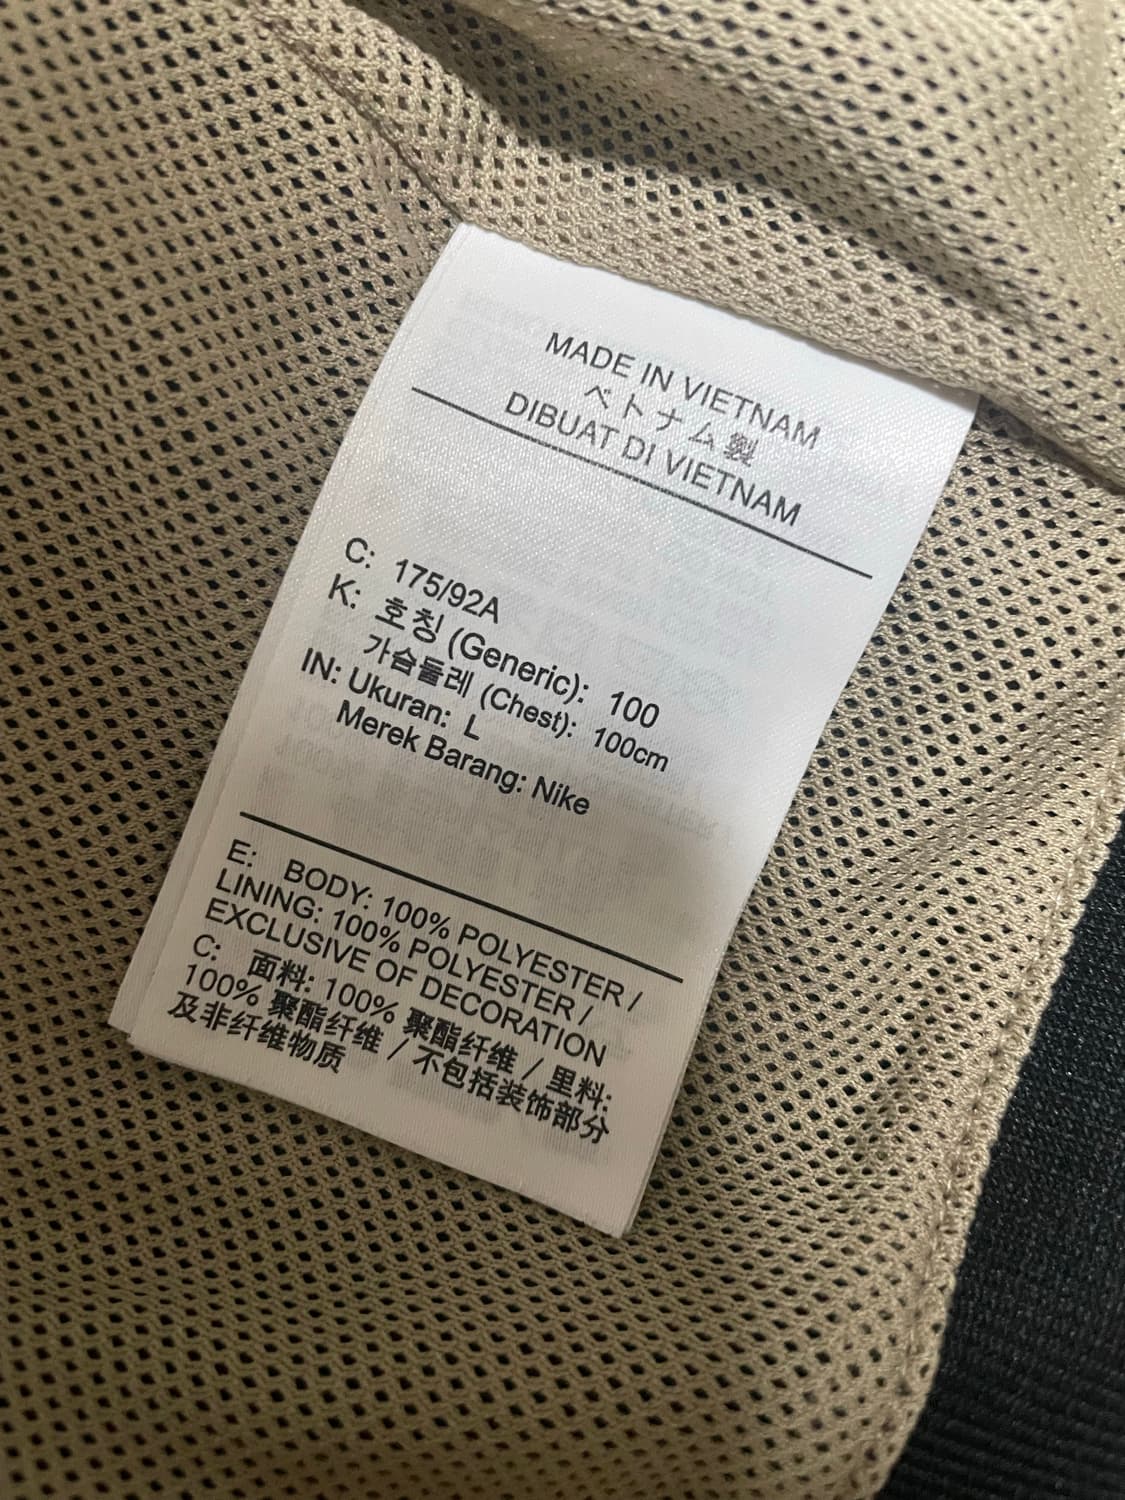 MADE IN VIETNAM
ベトナム製
DIBUAT DI VIETNAM
C: 175/92A
K: 호칭 (Generic): 100
가슴둘레 (Chest): 100cm
IN: Ukuran: L
Merek Barang: Nike
E: BODY: 100% POLYESTER /
LINING: 100% POLYESTER /
EXCLUSIVE OF DECORATION
C: 面料: 100% 聚酯纤维 / 里料:
100% 聚酯纤维 / 不包括装饰部分
及非纤维物质